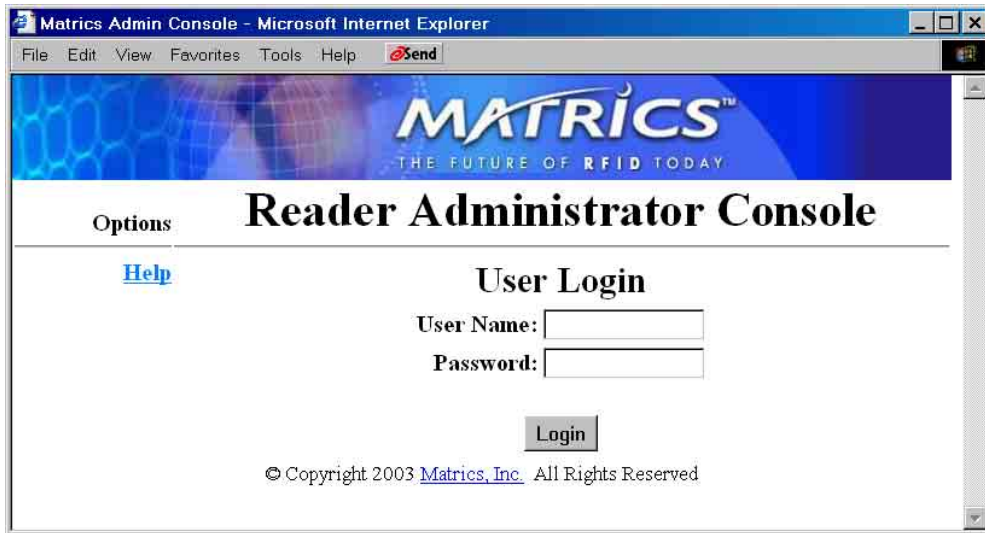 Matrics Admin Console - Microsoft Internet Explorer
File Edit View Favorites Tools Help Send
MATRICS™
THE FUTURE OF RFID TODAY
Options
Reader Administrator Console
Help
User Login
User Name:
Password:
Login
© Copyright 2003 Matrics, Inc. All Rights Reserved